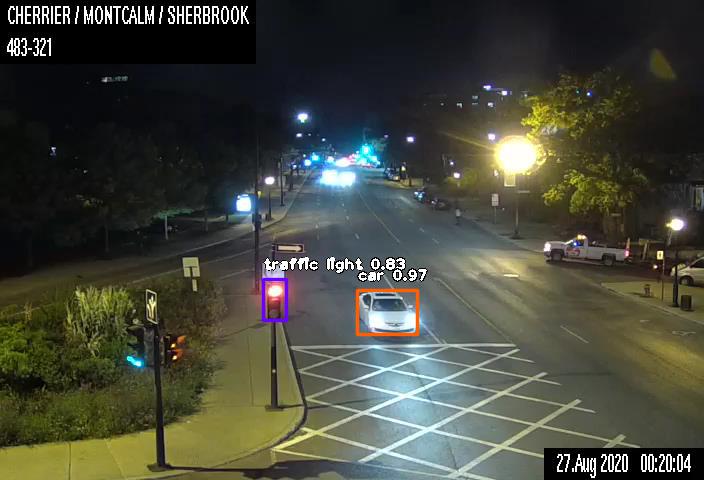 CHERRIER / MONTCALM / SHERBROOK
483-321
traffic light 0.83
car 0.97
27.Aug 2020 00:20:04